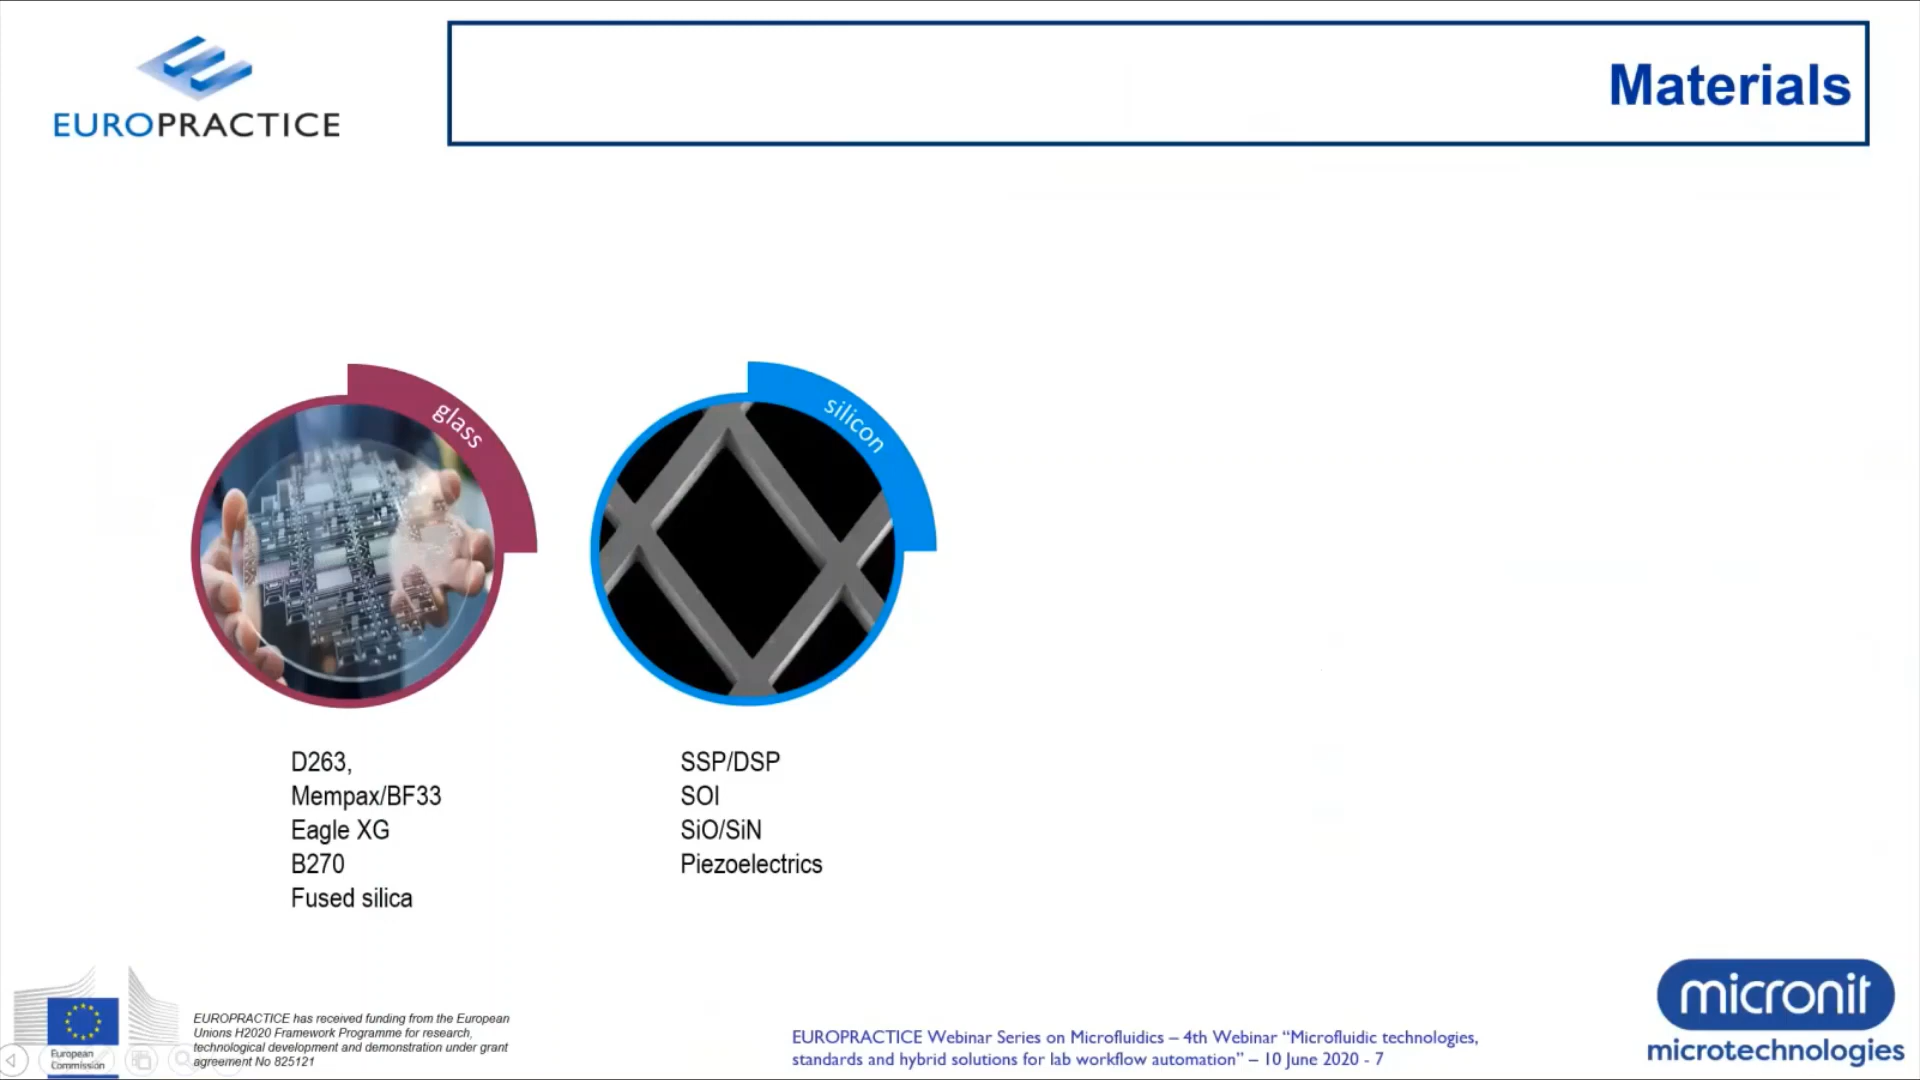 EUROPRACTICE
Materials
glass
silicon
D263,
Mempax/BF33
Eagle XG
B270
Fused silica
SSP/DSP
SOI
SiO/SiN
Piezoelectrics
European
Commission
EUROPRACTICE has received funding from the European
Unions H2020 Framework Programme for research,
technological development and demonstration under grant
agreement No 825121
EUROPRACTICE Webinar Series on Microfluidics – 4th Webinar “Microfluidic technologies,
standards and hybrid solutions for lab workflow automation” – 10 June 2020 - 7
micronit
microtechnologies